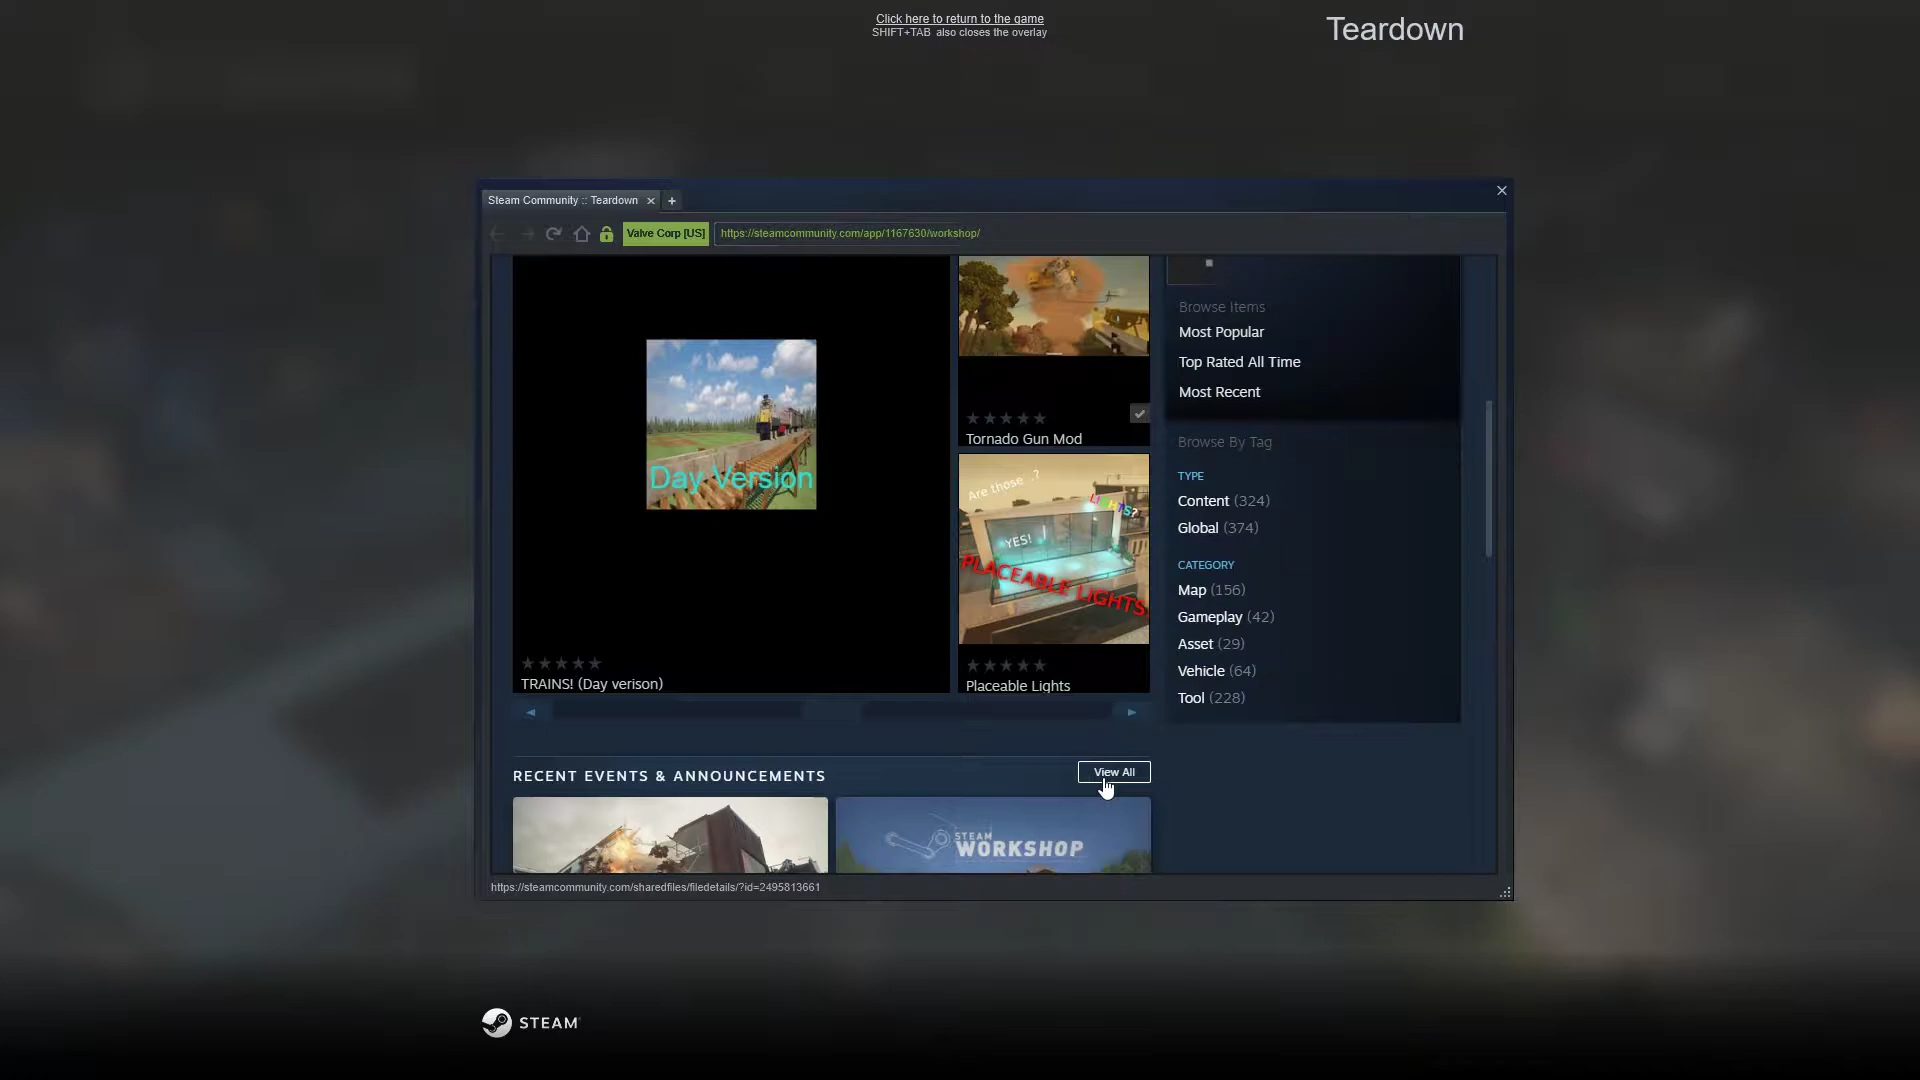 Click here to return to the game
SHIFT+TAB also closes the overlay
Teardown
Steam Community :: Teardown
Valve Corp [US]
https://steamcommunity.com/app/1167630/workshop/
Day Version
TRAINS! (Day verison)
Tornado Gun Mod
Are those ..?
LIGHTS?
YES!
PLACEABLE LIGHTS
Placeable Lights
Browse Items
Most Popular
Top Rated All Time
Most Recent
Browse By Tag
TYPE
Content (324)
Global (374)
CATEGORY
Map (156)
Gameplay (42)
Asset (29)
Vehicle (64)
Tool (228)
RECENT EVENTS & ANNOUNCEMENTS
View All
STEAM
WORKSHOP
https://steamcommunity.com/sharedfiles/filedetails/?id=2495813661
STEAM